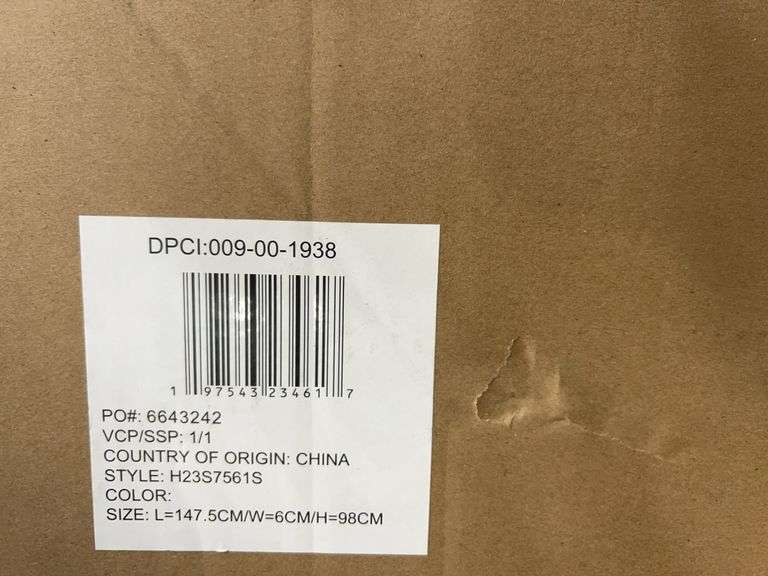 DPCI:009-00-1938
1 97543 23461 7
PO#: 6643242
VCP/SSP: 1/1
COUNTRY OF ORIGIN: CHINA
STYLE: H23S7561S
COLOR:
SIZE: L=147.5CM/W=6CM/H=98CM